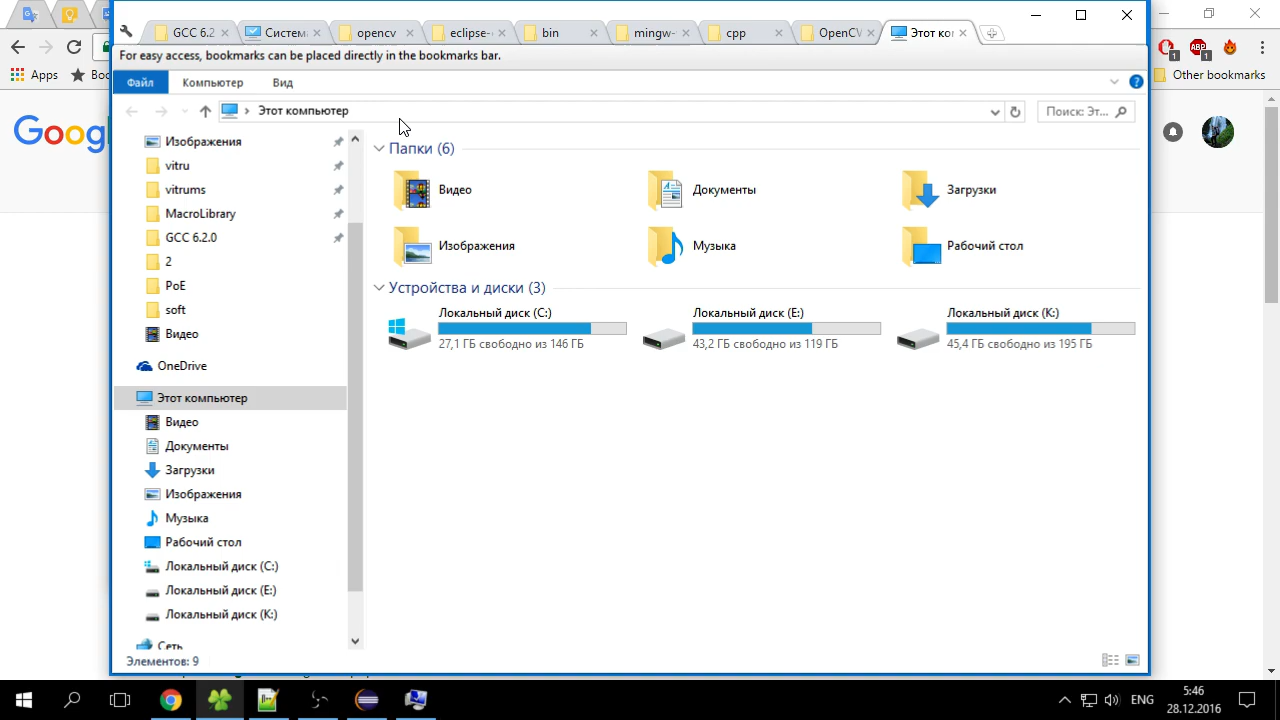 GCC 6.2
Систем
opencv
eclipse-
bin
mingw-
cpp
OpenCV
Этот ко
For easy access, bookmarks can be placed directly in the bookmarks bar.
Apps
Boo
Other bookmarks
1
1
ABP
Файл
Компьютер
Вид
Этот компьютер
Поиск: Эт...
Goog
Изображения
vitru
vitrums
MacroLibrary
GCC 6.2.0
2
PoE
soft
Видео
OneDrive
Этот компьютер
Видео
Документы
Загрузки
Изображения
Музыка
Рабочий стол
Локальный диск (C:)
Локальный диск (E:)
Локальный диск (K:)
Сеть
Папки (6)
Видео
Документы
Загрузки
Изображения
Музыка
Рабочий стол
Устройства и диски (3)
Локальный диск (C:)
27,1 ГБ свободно из 146 ГБ
Локальный диск (E:)
43,2 ГБ свободно из 119 ГБ
Локальный диск (K:)
45,4 ГБ свободно из 195 ГБ
Элементов: 9
ENG
5:46
28.12.2016